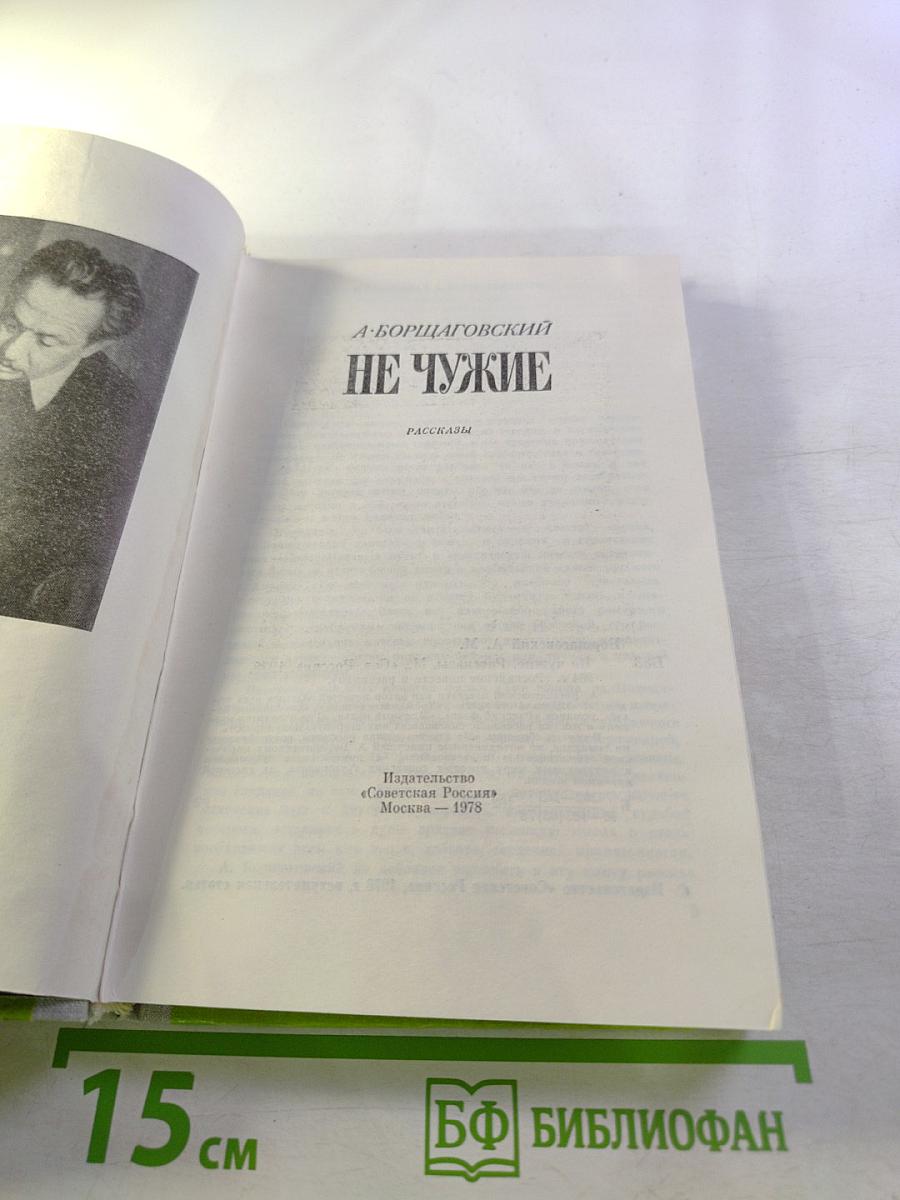 А·БОРЩАГОВСКИЙ
НЕ ЧУЖИЕ
РАССКАЗЫ
Издательство
«Советская Россия»
Москва — 1978
15 см
БФ БИБЛИОФАН